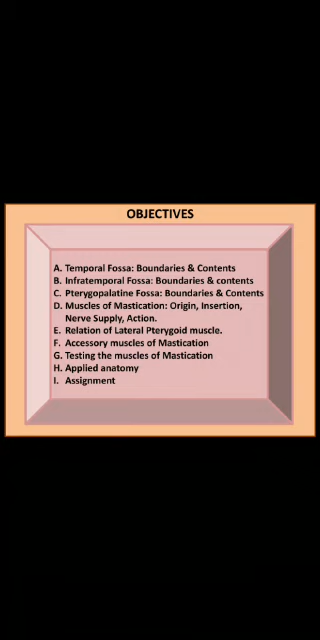 OBJECTIVES
A. Temporal Fossa: Boundaries & Contents
B. Infratemporal Fossa: Boundaries & contents
C. Pterygopalatine Fossa: Boundaries & Contents
D. Muscles of Mastication: Origin, Insertion,
Nerve Supply, Action.
E. Relation of Lateral Pterygoid muscle.
F. Accessory muscles of Mastication
G. Testing the muscles of Mastication
H. Applied anatomy
I. Assignment